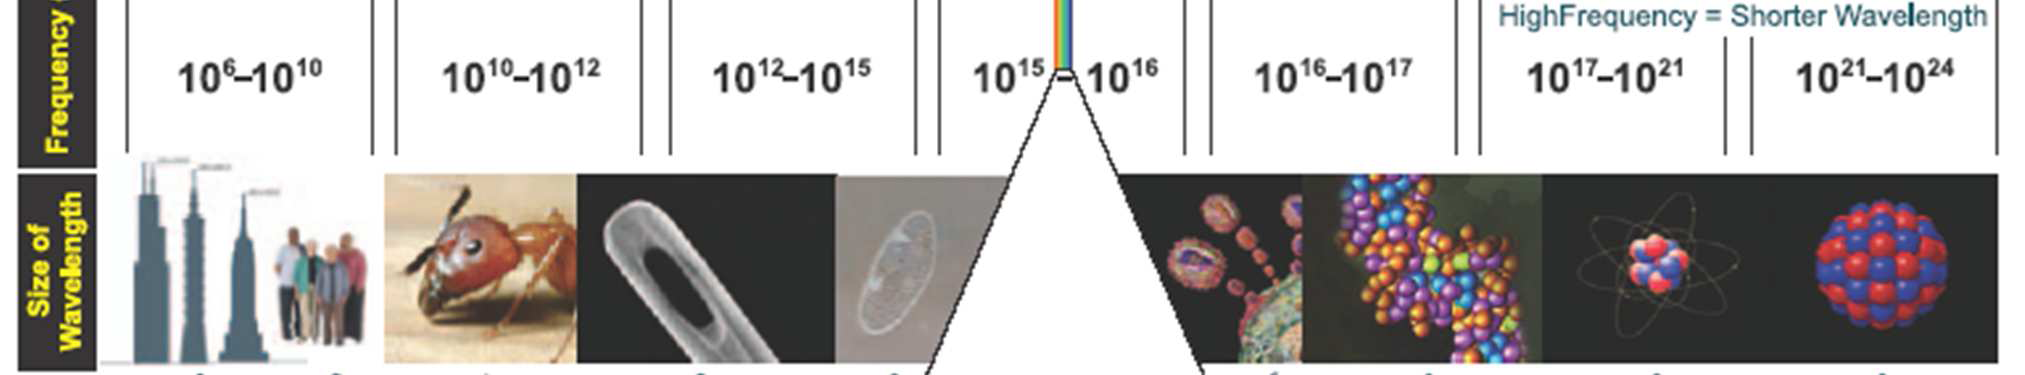 Frequency
HighFrequency = Shorter Wavelength
10⁶–10¹⁰
10¹⁰–10¹²
10¹²–10¹⁵
10¹⁵–10¹⁶
10¹⁶–10¹⁷
10¹⁷–10²¹
10²¹–10²⁴
Size of
Wavelength